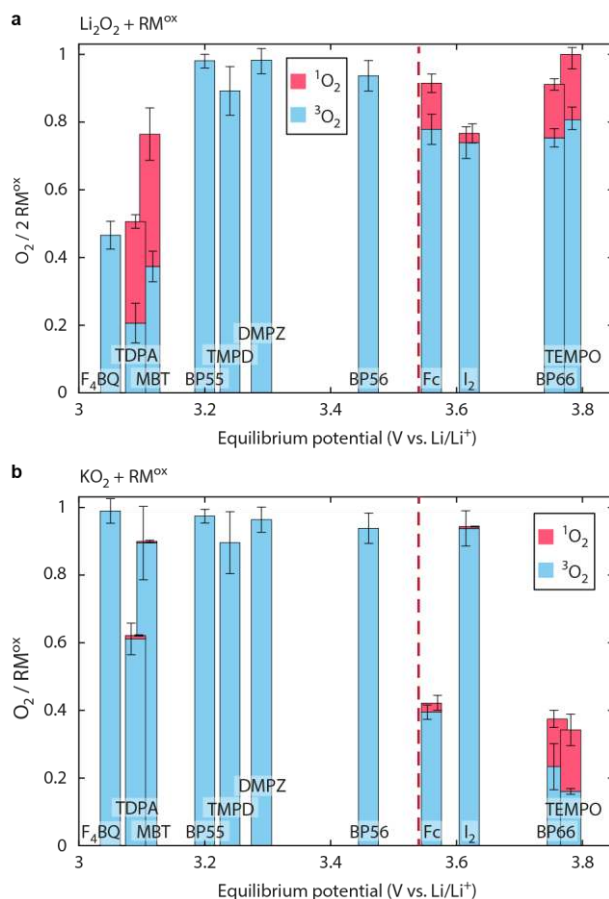 a
Li₂O₂ + RMᵒˣ
1
0.8
0.6
0.4
0.2
0
O₂ / 2 RMᵒˣ
¹O₂
³O₂
DMPZ
TDPA TMPD TEMPO
F₄BQ MBT BP55 BP56 Fc I₂ BP66
3 3.2 3.4 3.6 3.8
Equilibrium potential (V vs. Li/Li⁺)
b
KO₂ + RMᵒˣ
1
0.8
0.6
0.4
0.2
0
O₂ / RMᵒˣ
¹O₂
³O₂
DMPZ
TDPA TMPD TEMPO
F₄BQ MBT BP55 BP56 Fc I₂ BP66
3 3.2 3.4 3.6 3.8
Equilibrium potential (V vs. Li/Li⁺)